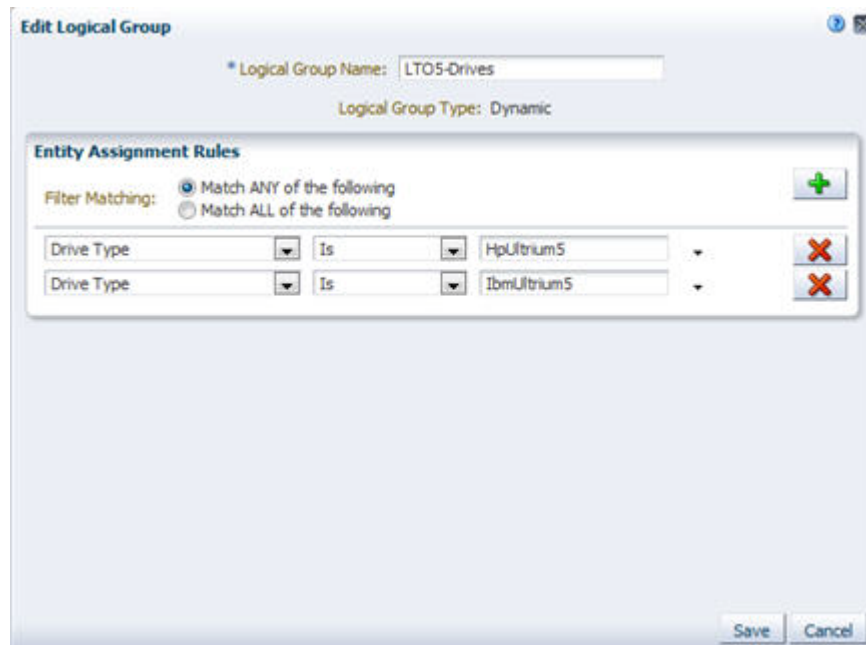 Edit Logical Group
* Logical Group Name: LTO5-Drives
Logical Group Type: Dynamic
Entity Assignment Rules
Filter Matching: Match ANY of the following
Match ALL of the following
Drive Type Is HpUltrium5
Drive Type Is IbmUltrium5
Save Cancel